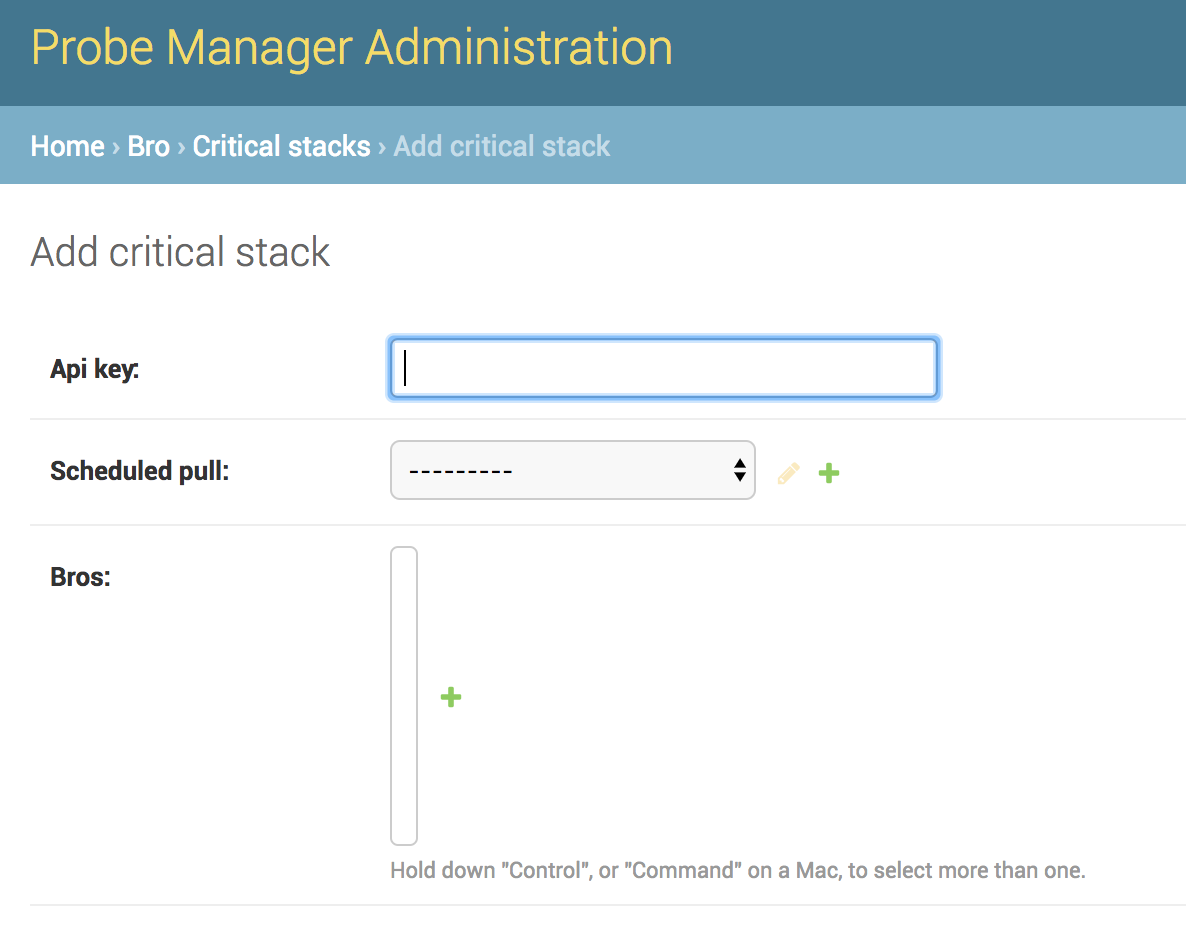 Probe Manager Administration
Home › Bro › Critical stacks › Add critical stack
Add critical stack
Api key:
Scheduled pull:
---------
Bros:
Hold down "Control", or "Command" on a Mac, to select more than one.